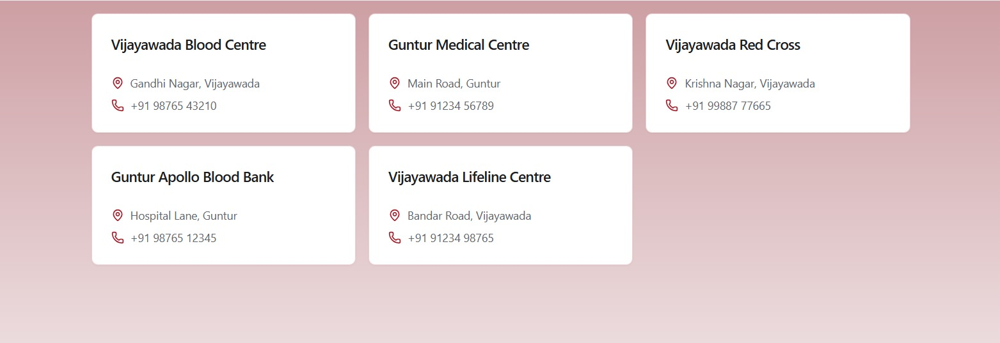 Vijayawada Blood Centre
Gandhi Nagar, Vijayawada
+91 98765 43210
Guntur Medical Centre
Main Road, Guntur
+91 91234 56789
Vijayawada Red Cross
Krishna Nagar, Vijayawada
+91 99887 77665
Guntur Apollo Blood Bank
Hospital Lane, Guntur
+91 98765 12345
Vijayawada Lifeline Centre
Bandar Road, Vijayawada
+91 91234 98765